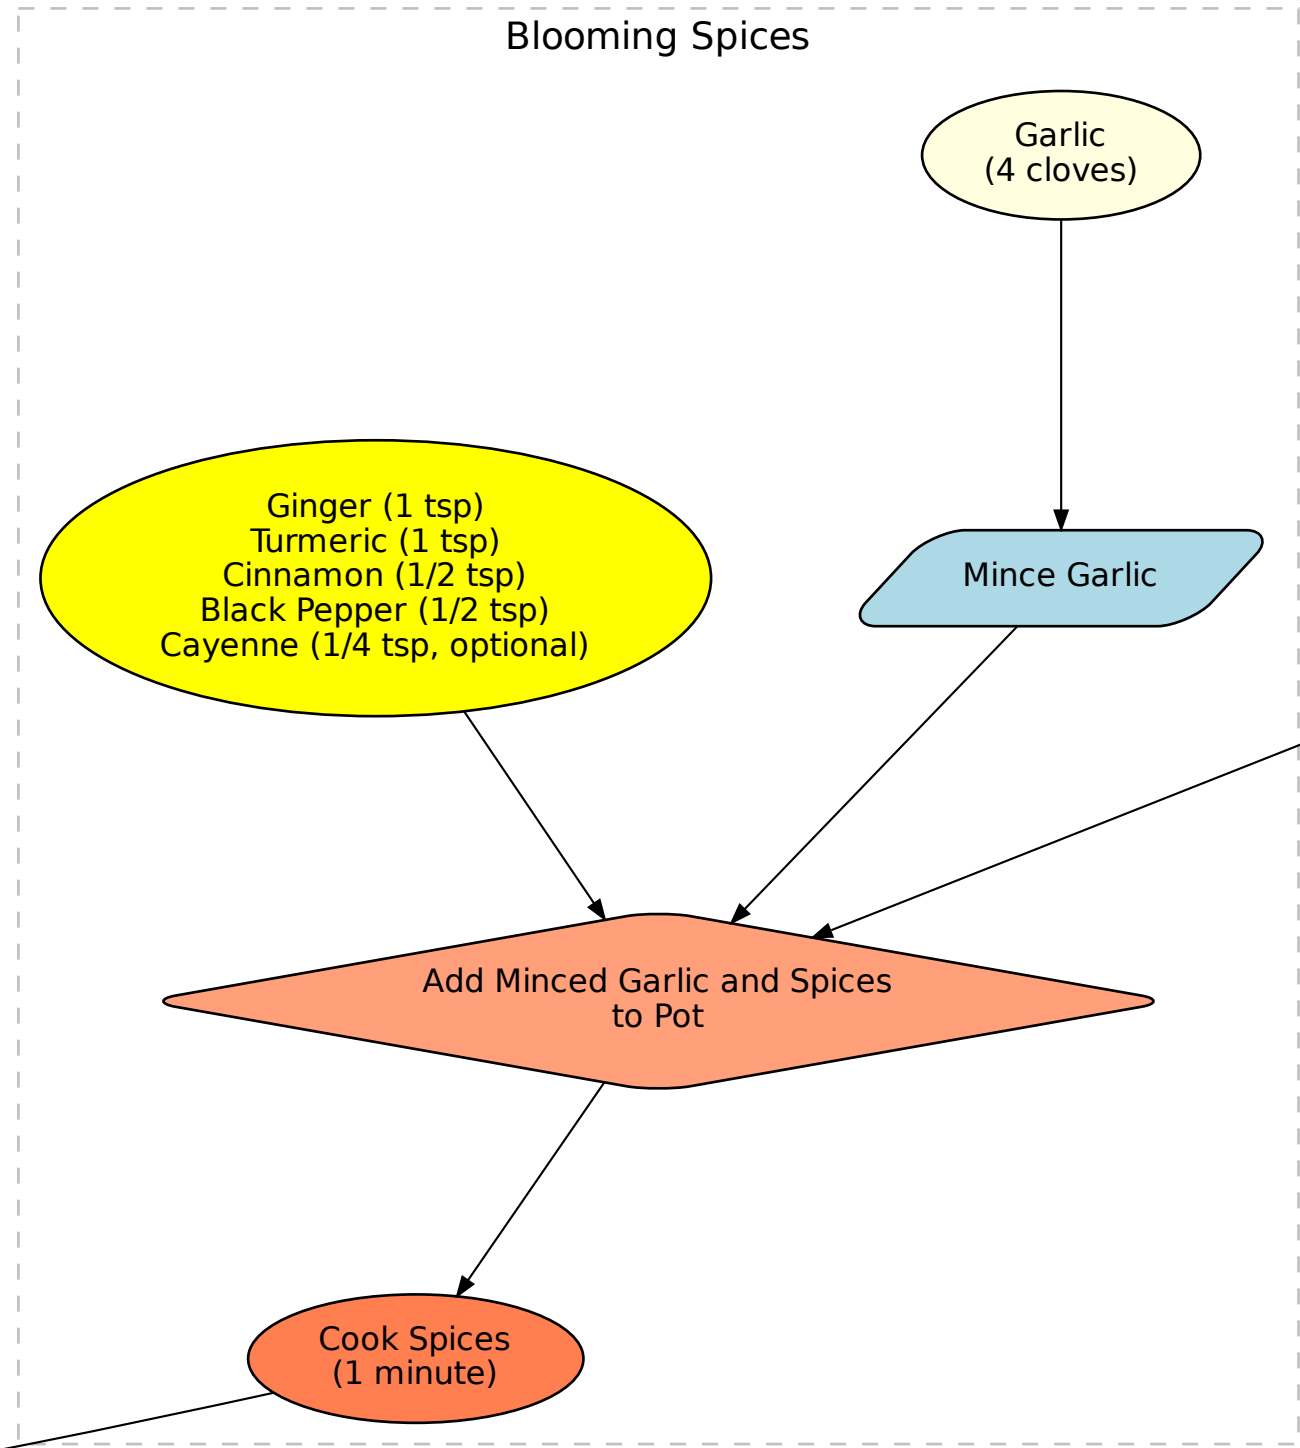 Blooming Spices
Garlic
(4 cloves)
Ginger (1 tsp)
Turmeric (1 tsp)
Cinnamon (1/2 tsp)
Black Pepper (1/2 tsp)
Cayenne (1/4 tsp, optional)
Mince Garlic
Add Minced Garlic and Spices
to Pot
Cook Spices
(1 minute)